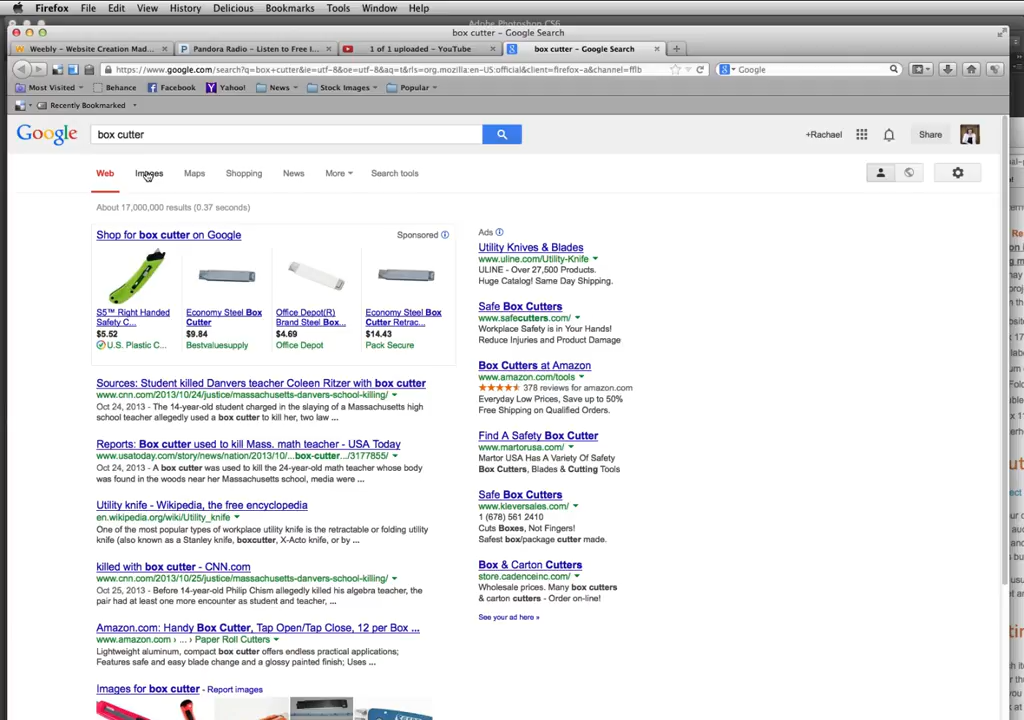 Firefox File Edit View History Delicious Bookmarks Tools Window Help
Adobe Photoshop CS6
box cutter - Google Search
Weebly - Website Creation Mad...
Pandora Radio - Listen to Free I...
1 of 1 uploaded - YouTube
box cutter - Google Search
https://www.google.com/search?q=box+cutter&ie=utf-8&oe=utf-8&aq=t&rls=org.mozilla:en-US:official&client=firefox-a&channel=fflb
Google
Most Visited Behance Facebook Yahoo! News Stock Images Popular
Recently Bookmarked
Google
box cutter
+Rachael
Share
Web Images Maps Shopping News More Search tools
About 17,000,000 results (0.37 seconds)
Shop for box cutter on Google
Sponsored
S5™ Right Handed
Safety C...
$5.52
U.S. Plastic C...
Economy Steel Box
Cutter
$9.84
Bestvaluesupply
Office Depot(R)
Brand Steel Box...
$4.69
Office Depot
Economy Steel Box
Cutter Retrac...
$14.43
Pack Secure
Sources: Student killed Danvers teacher Coleen Ritzer with box cutter
www.cnn.com/2013/10/24/justice/massachusetts-danvers-school-killing/
Oct 24, 2013 - The 14-year-old student charged in the slaying of a Massachusetts high
school teacher allegedly used a box cutter to kill her, two law ...
Reports: Box cutter used to kill Mass. math teacher - USA Today
www.usatoday.com/story/news/nation/2013/10/...box-cutter.../3177855/
Oct 24, 2013 - A box cutter was used to kill the 24-year-old math teacher whose body
was found in the woods near her Massachusetts school, media were ...
Utility knife - Wikipedia, the free encyclopedia
en.wikipedia.org/wiki/Utility_knife
One of the most popular types of workplace utility knife is the retractable or folding utility
knife (also known as a Stanley knife, boxcutter, X-Acto knife, or by ...
killed with box cutter - CNN.com
www.cnn.com/2013/10/25/justice/massachusetts-danvers-school-killing/
Oct 25, 2013 - Before 14-year-old Philip Chism allegedly killed his algebra teacher, the
pair had at least one more encounter as student and teacher, ...
Amazon.com: Handy Box Cutter, Tap Open/Tap Close, 12 per Box ...
www.amazon.com › ... › Paper Roll Cutters
Lightweight aluminum, compact box cutter offers endless practical applications;
Features safe and easy blade change and a glossy painted finish; Uses ...
Images for box cutter - Report images
Ads
Utility Knives & Blades
www.uline.com/Utility-Knife
ULINE - Over 27,500 Products.
Huge Catalog! Same Day Shipping.
Safe Box Cutters
www.safecutters.com/
Workplace Safety is in Your Hands!
Reduce Injuries and Product Damage
Box Cutters at Amazon
www.amazon.com/tools
378 reviews for amazon.com
Everyday Low Prices, Save up to 50%
Free Shipping on Qualified Orders.
Find A Safety Box Cutter
www.martorusa.com/
Martor USA Has A Variety Of Safety
Box Cutters, Blades & Cutting Tools
Safe Box Cutters
www.kleversales.com/
1 (678) 561 2410
Cuts Boxes, Not Fingers!
Safest box/package cutter made.
Box & Carton Cutters
store.cadenceinc.com/
Wholesale prices. Many box cutters
& carton cutters - Order on-line!
See your ad here »